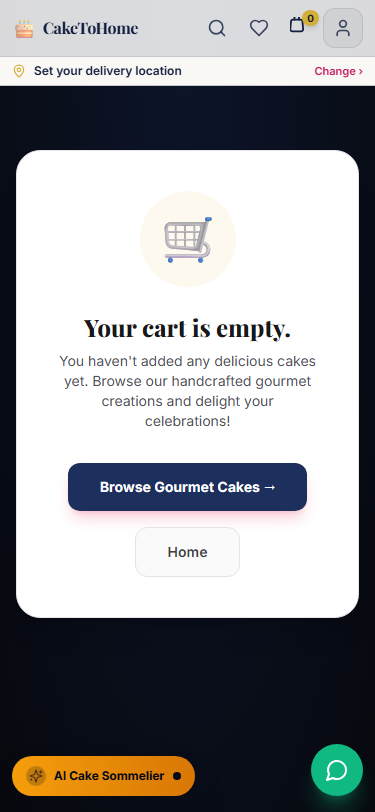 CakeToHome
0
Set your delivery location
Change ›
Your cart is empty.
You haven't added any delicious cakes
yet. Browse our handcrafted gourmet
creations and delight your
celebrations!
Browse Gourmet Cakes →
Home
AI Cake Sommelier